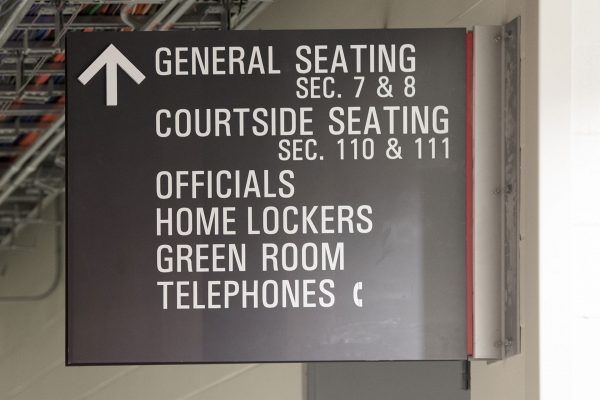 GENERAL SEATING
SEC. 7 & 8
COURTSIDE SEATING
SEC. 110 & 111
OFFICIALS
HOME LOCKERS
GREEN ROOM
TELEPHONES